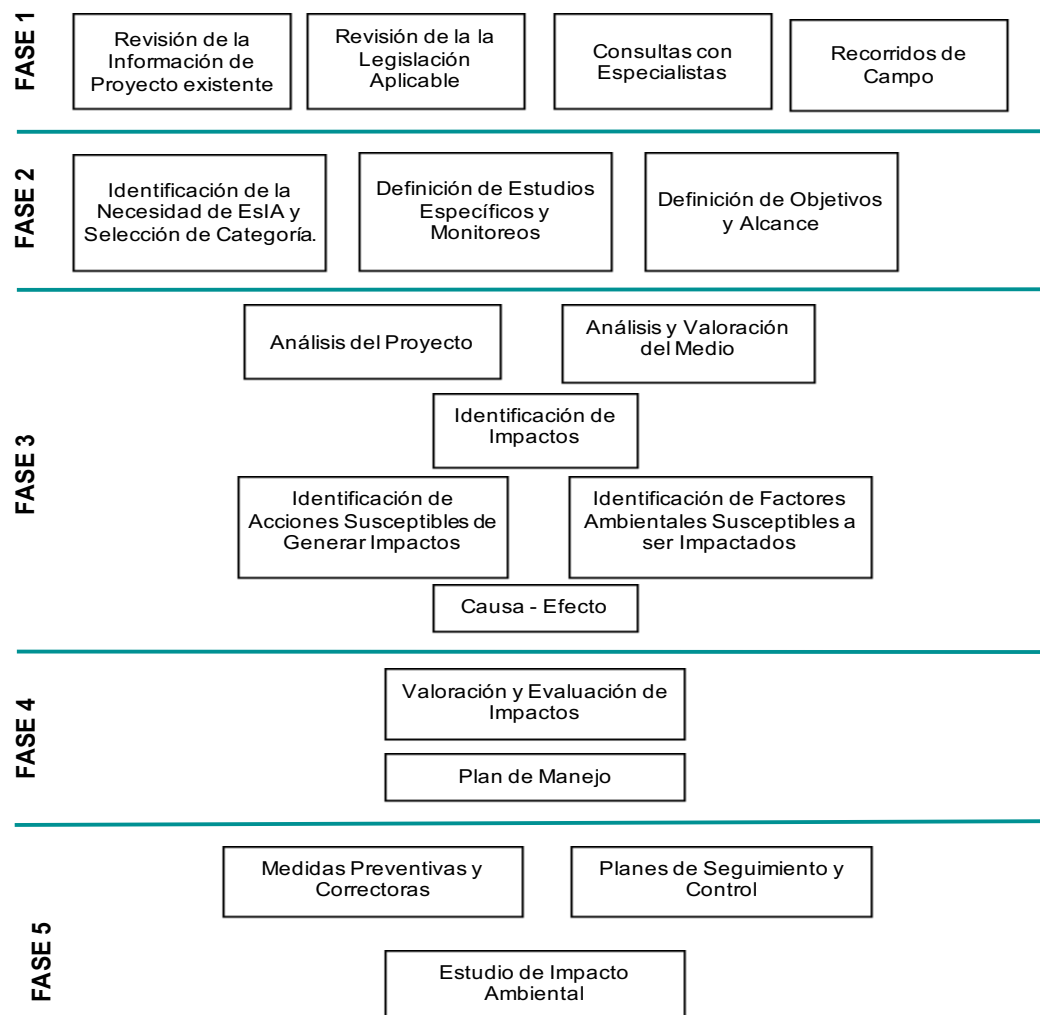 FASE 1
Revisión de la
Información de
Proyecto existente
Revisión de la la
Legislación
Aplicable
Consultas con
Especialistas
Recorridos de
Campo
FASE 2
Identificación de la
Necesidad de EsIA y
Selección de Categoría.
Definición de Estudios
Específicos y
Monitoreos
Definición de Objetivos
y Alcance
FASE 3
Análisis del Proyecto
Análisis y Valoración
del Medio
Identificación de
Impactos
Identificación de
Acciones Susceptibles de
Generar Impactos
Identificación de Factores
Ambientales Susceptibles a
ser Impactados
Causa - Efecto
FASE 4
Valoración y Evaluación de
Impactos
Plan de Manejo
FASE 5
Medidas Preventivas y
Correctoras
Planes de Seguimiento y
Control
Estudio de Impacto
Ambiental